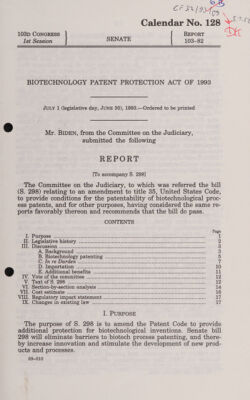 Calendar No. 128
103D CONGRESS
1st Session
SENATE
REPORT
103–82
BIOTECHNOLOGY PATENT PROTECTION ACT OF 1993
JULY 1 (legislative day, JUNE 30), 1993.—Ordered to be printed
Mr. BIDEN, from the Committee on the Judiciary,
submitted the following
REPORT
[To accompany S. 298]
The Committee on the Judiciary, to which was referred the bill
(S. 298) relating to an amendment to title 35, United States Code,
to provide conditions for the patentability of biotechnological proc-
ess patents, and for other purposes, having considered the same re-
ports favorably thereon and recommends that the bill do pass.
CONTENTS
Page
I. Purpose 1
II. Legislative history 2
III. Discussion 3
A. Background 3
B. Biotechnology patenting 5
C. In re Durden 7
D. Importation 10
E. Additional benefits 11
IV. Vote of the committee 12
V. Text of S. 298 12
VI. Section-by-section analysis 14
VII. Cost estimate 16
VIII. Regulatory impact statement 17
IX. Changes in existing law 17
I. PURPOSE
The purpose of S. 298 is to amend the Patent Code to provide
additional protection for biotechnological inventions. Senate bill
298 will eliminate barriers to biotech process patenting, and there-
by increase innovation and stimulate the development of new prod-
ucts and processes.